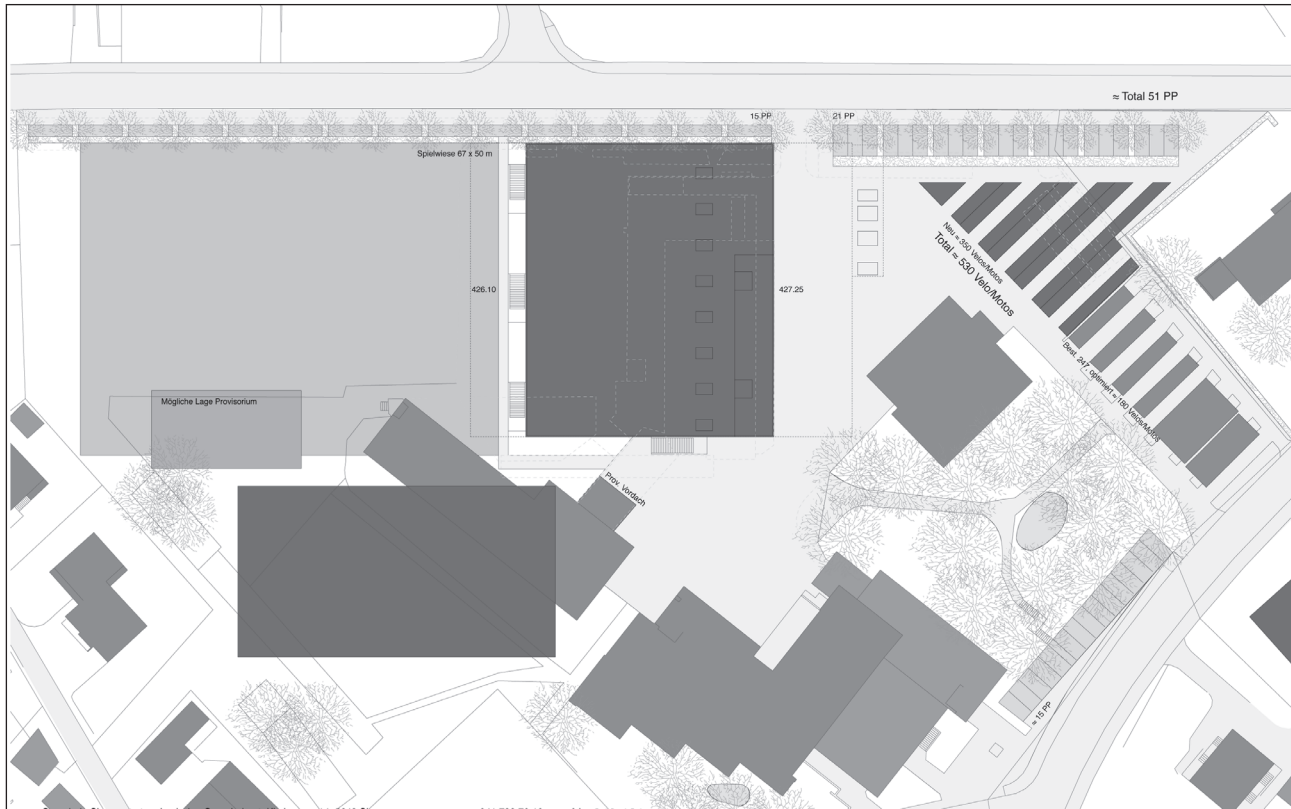 ≈ Total 51 PP
15 PP
21 PP
Spielwiese 67 x 50 m
Neu ≈ 350 Velos/Motos
Total ≈ 530 Velo/Motos
426.10
427.25
Best. 247, optimiert ≈ 180 Velos/Motos
Mögliche Lage Provisorium
Prov. Vordach
≈ 15 PP